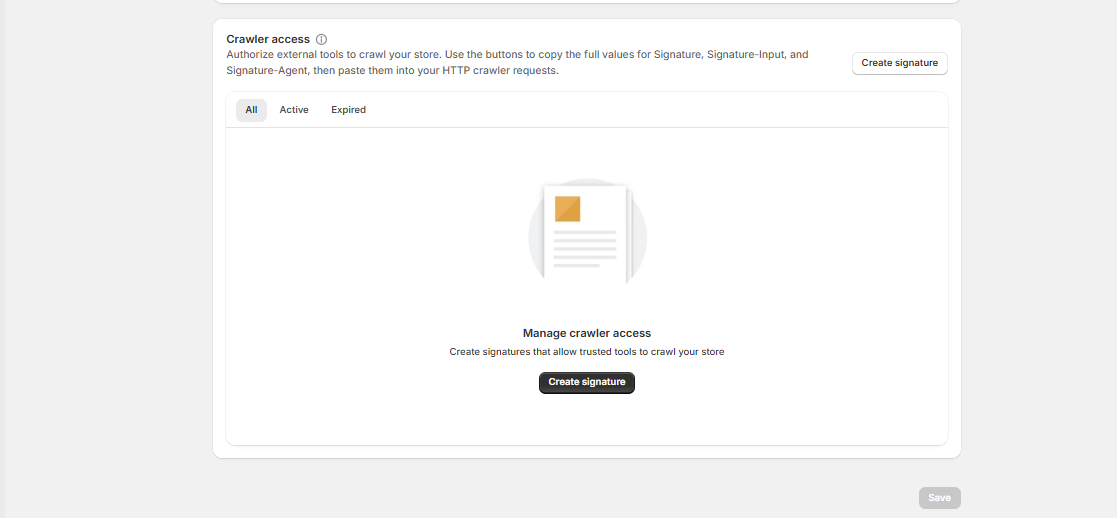 Crawler access
Authorize external tools to crawl your store. Use the buttons to copy the full values for Signature, Signature-Input, and
Signature-Agent, then paste them into your HTTP crawler requests.
Create signature
All Active Expired
Manage crawler access
Create signatures that allow trusted tools to crawl your store
Create signature
Save